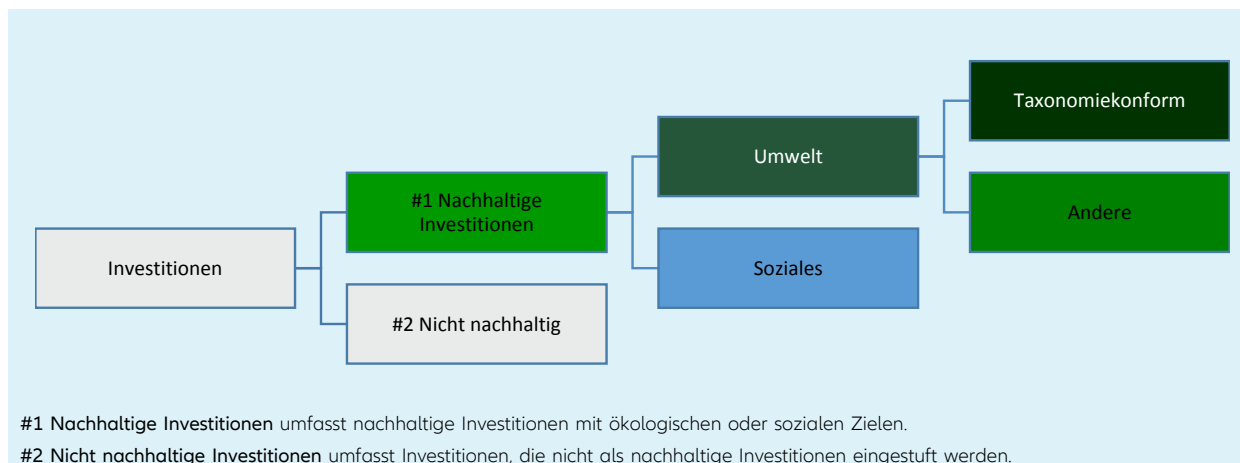 Taxonomiekonform
Umwelt
#1 Nachhaltige
Investitionen
Andere
Investitionen
Soziales
#2 Nicht nachhaltig
#1 Nachhaltige Investitionen umfasst nachhaltige Investitionen mit ökologischen oder sozialen Zielen.
#2 Nicht nachhaltige Investitionen umfasst Investitionen, die nicht als nachhaltige Investitionen eingestuft werden.